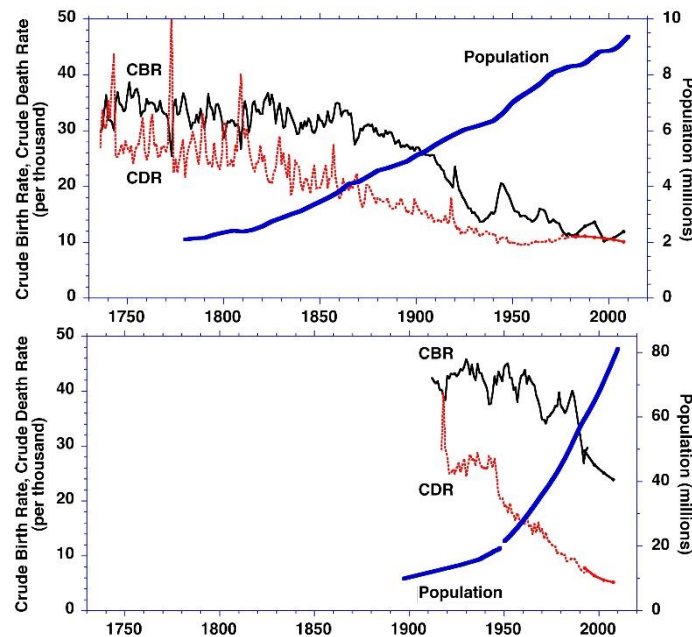 50
40
30
20
10
0
Crude Birth Rate, Crude Death Rate
(per thousand)
CBR
CDR
Population
10
8
6
4
2
0
Population (millions)
1750
1800
1850
1900
1950
2000
50
40
30
20
10
0
Crude Birth Rate, Crude Death Rate
(per thousand)
CBR
CDR
Population
80
60
40
20
0
Population (millions)
1750
1800
1850
1900
1950
2000